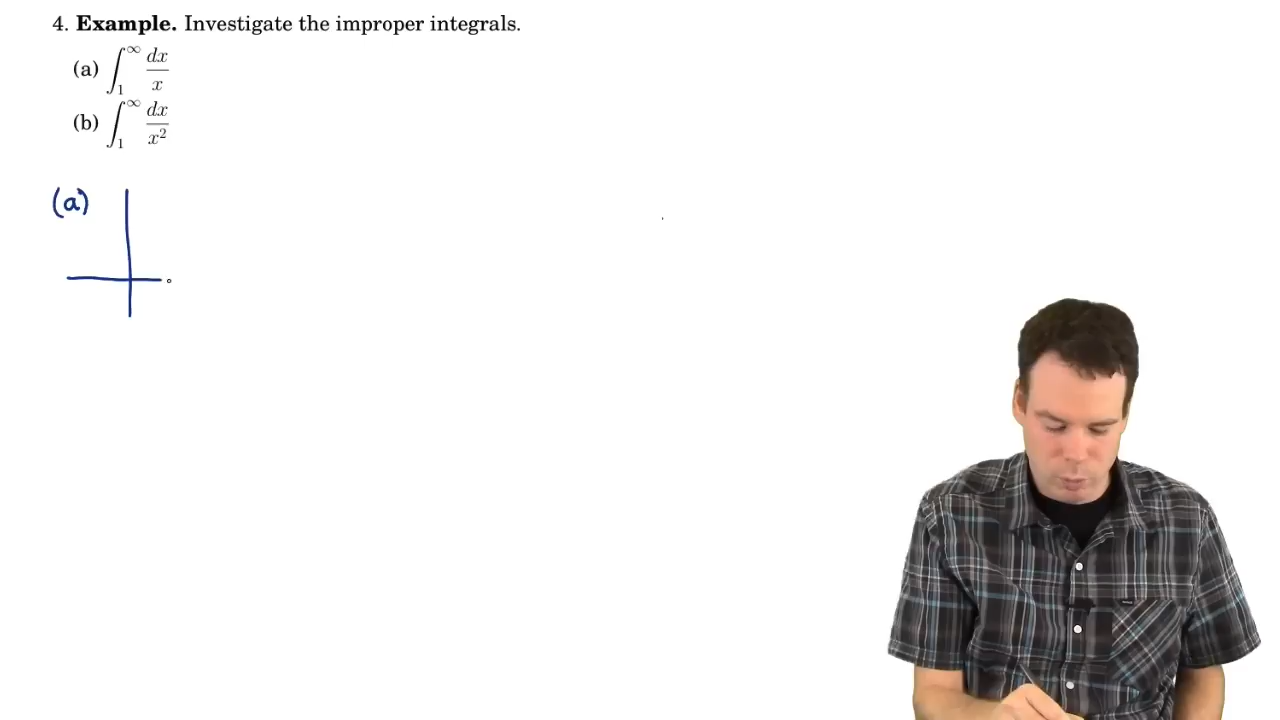 4. Example. Investigate the improper integrals.
(a) ∫₁^∞ dx/x
(b) ∫₁^∞ dx/x²
(a)